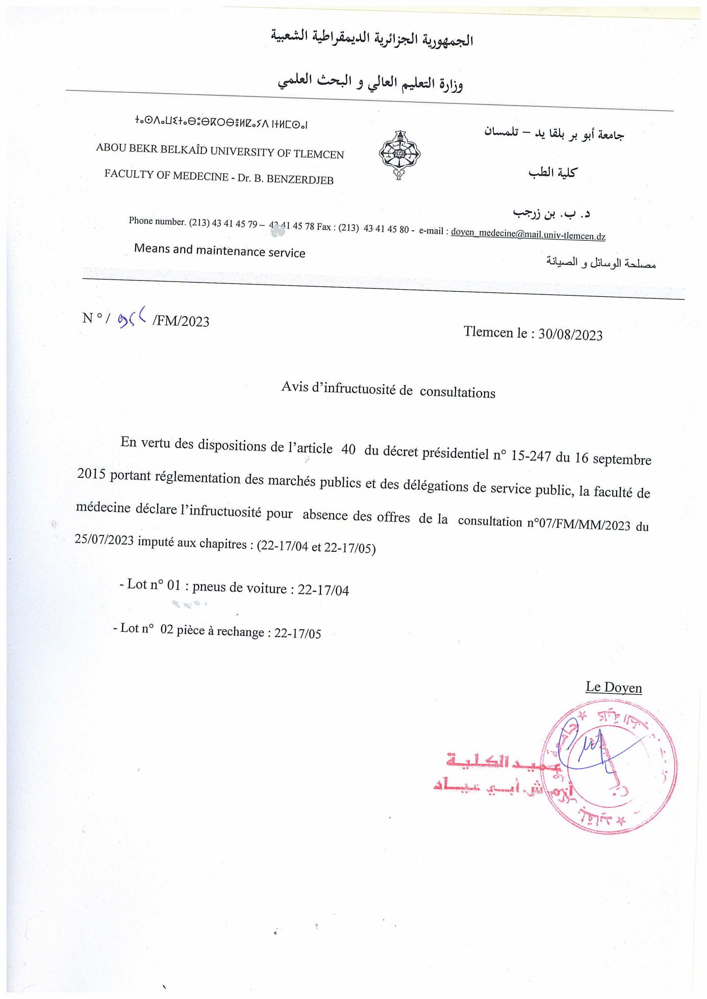 الجمهورية الجزائرية الديمقراطية الشعبية
وزارة التعليم العالي و البحث العلمي
ⵜⴰⵙⴷⴰⵡⵉⵜⴰⴱⵓⴱⴽⵔⴱⵓⵍⵇⴰⵢⴷ ⵏⵜⵍⵎⵙⴰⵏ
ABOU BEKR BELKAÎD UNIVERSITY OF TLEMCEN
FACULTY OF MEDECINE - Dr. B. BENZERDJEB
جامعة أبو بر بلقا يد – تلمسان
كلية الطب
د. ب. بن زرجب
Phone number. (213) 43 41 45 79 – 43 41 45 78 Fax : (213) 43 41 45 80 - e-mail : doyen_medecine@mail.univ-tlemcen.dz
Means and maintenance service
مصلحة الوسائل و الصيانة
N ° / /FM/2023
Tlemcen le : 30/08/2023
Avis d’infructuosité de consultations
En vertu des dispositions de l’article 40 du décret présidentiel n° 15-247 du 16 septembre
2015 portant réglementation des marchés publics et des délégations de service public, la faculté de
médecine déclare l’infructuosité pour absence des offres de la consultation n°07/FM/MM/2023 du
25/07/2023 imputé aux chapitres : (22-17/04 et 22-17/05)
- Lot n° 01 : pneus de voiture : 22-17/04
- Lot n° 02 pièce à rechange : 22-17/05
Le Doyen
عميد الكلية
أبي عياد